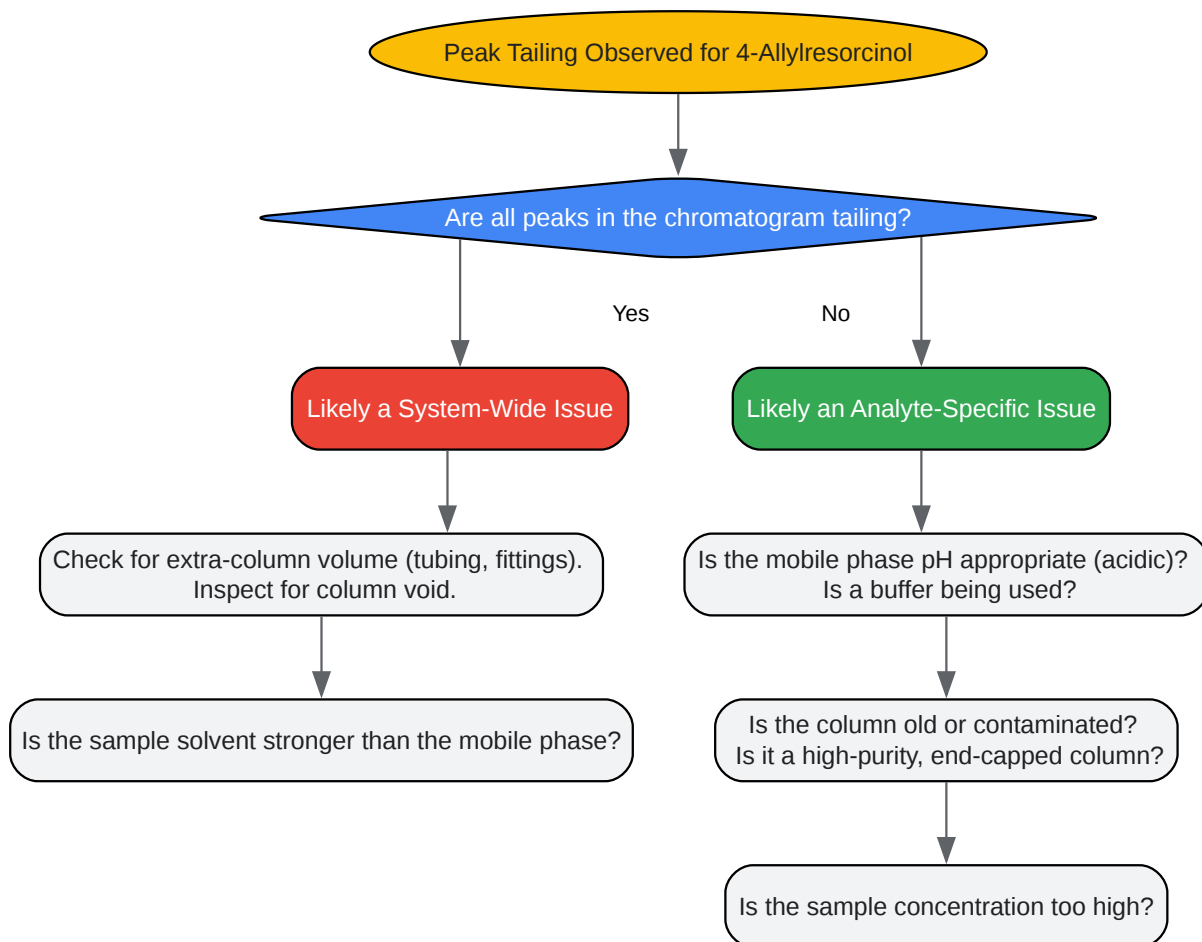 Peak Tailing Observed for 4-Allylresorcinol
Are all peaks in the chromatogram tailing?
Yes
No
Likely a System-Wide Issue
Likely an Analyte-Specific Issue
Check for extra-column volume (tubing, fittings).
Inspect for column void.
Is the mobile phase pH appropriate (acidic)?
Is a buffer being used?
Is the sample solvent stronger than the mobile phase?
Is the column old or contaminated?
Is it a high-purity, end-capped column?
Is the sample concentration too high?